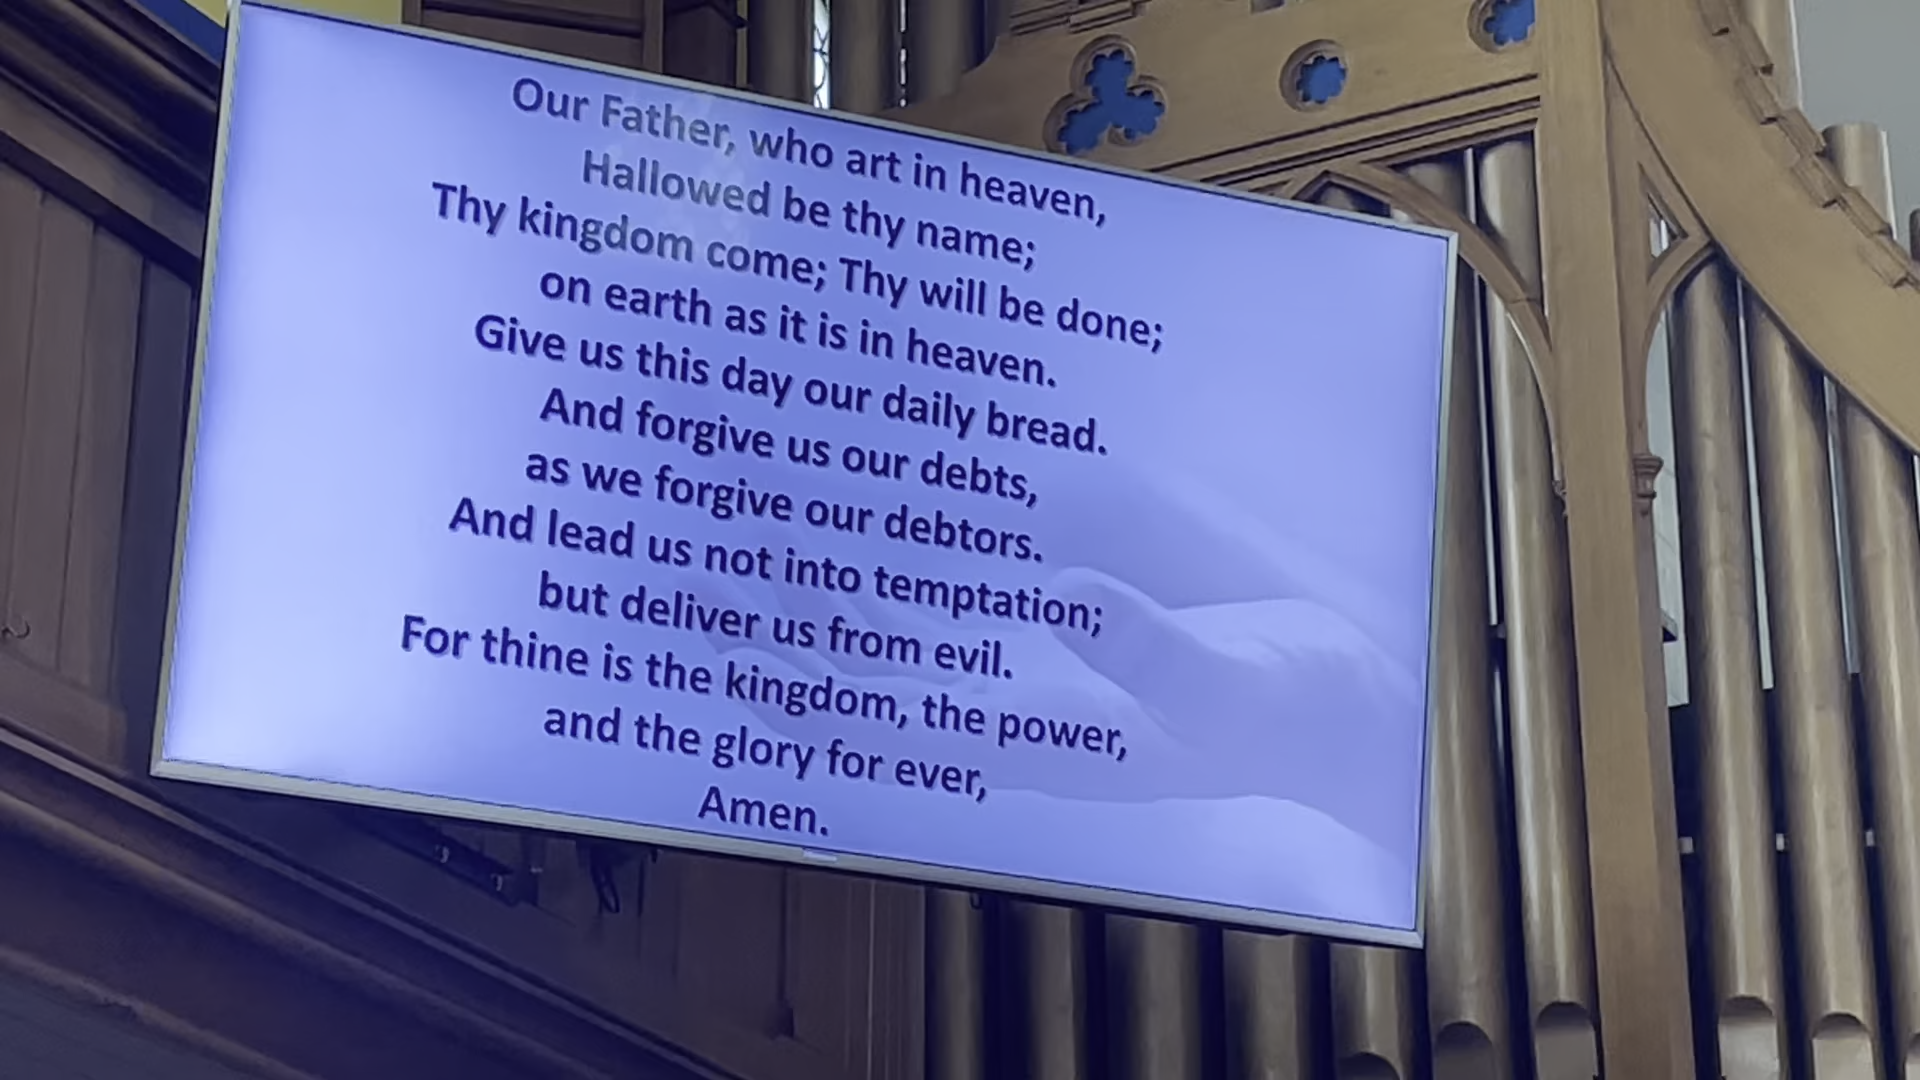 Our Father, who art in heaven,
Hallowed be thy name;
Thy kingdom come; Thy will be done;
on earth as it is in heaven.
Give us this day our daily bread.
And forgive us our debts,
as we forgive our debtors.
And lead us not into temptation;
but deliver us from evil.
For thine is the kingdom, the power,
and the glory for ever,
Amen.